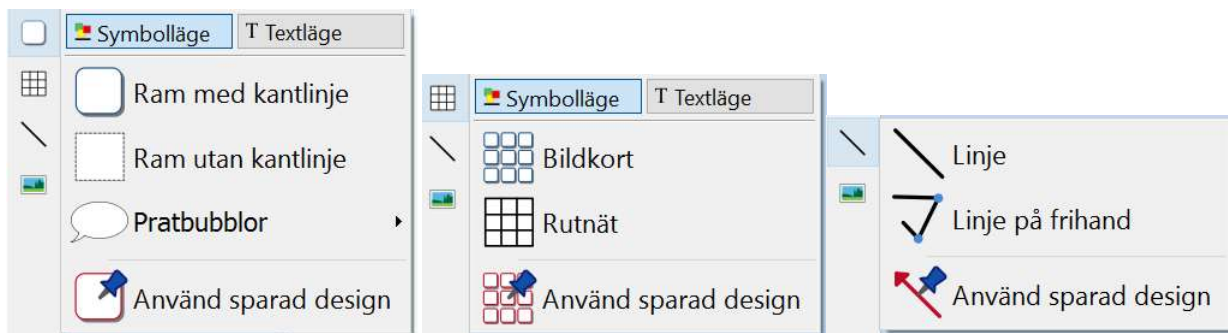 Symbolläge T Textläge
Ram med kantlinje
Ram utan kantlinje
Pratbubblor
Använd sparad design
Symbolläge T Textläge
Bildkort
Rutnät
Använd sparad design
Linje
Linje på frihand
Använd sparad design